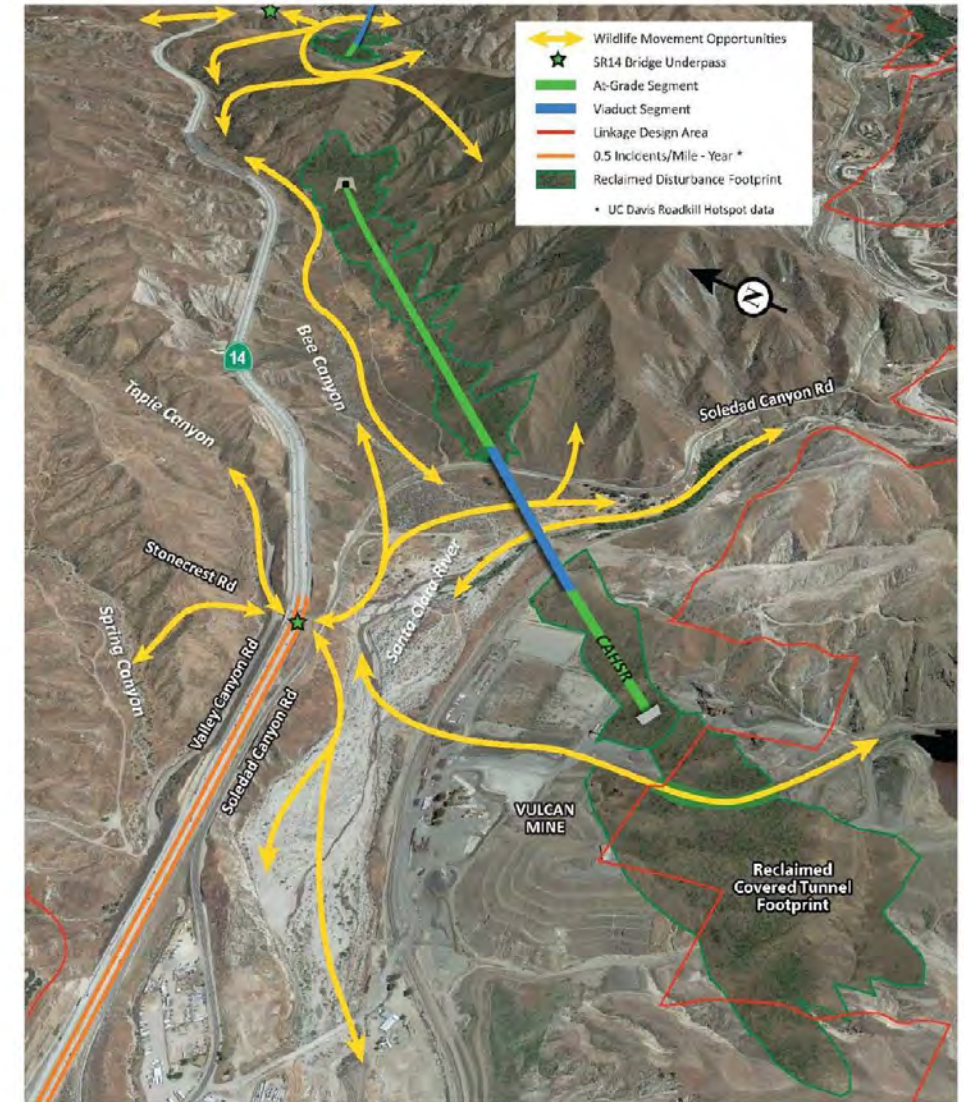 Wildlife Movement Opportunities
SR14 Bridge Underpass
At-Grade Segment
Viaduct Segment
Linkage Design Area
0.5 Incidents/Mile - Year *
Reclaimed Disturbance Footprint
* UC Davis Roadkill Hotspot data
N
14
Bee Canyon
Tapie Canyon
Soledad Canyon Rd
Stonecrest Rd
Spring Canyon
Santa Clara River
Valley Canyon Rd
Soledad Canyon Rd
CAHSR
VULCAN
MINE
Reclaimed
Covered Tunnel
Footprint